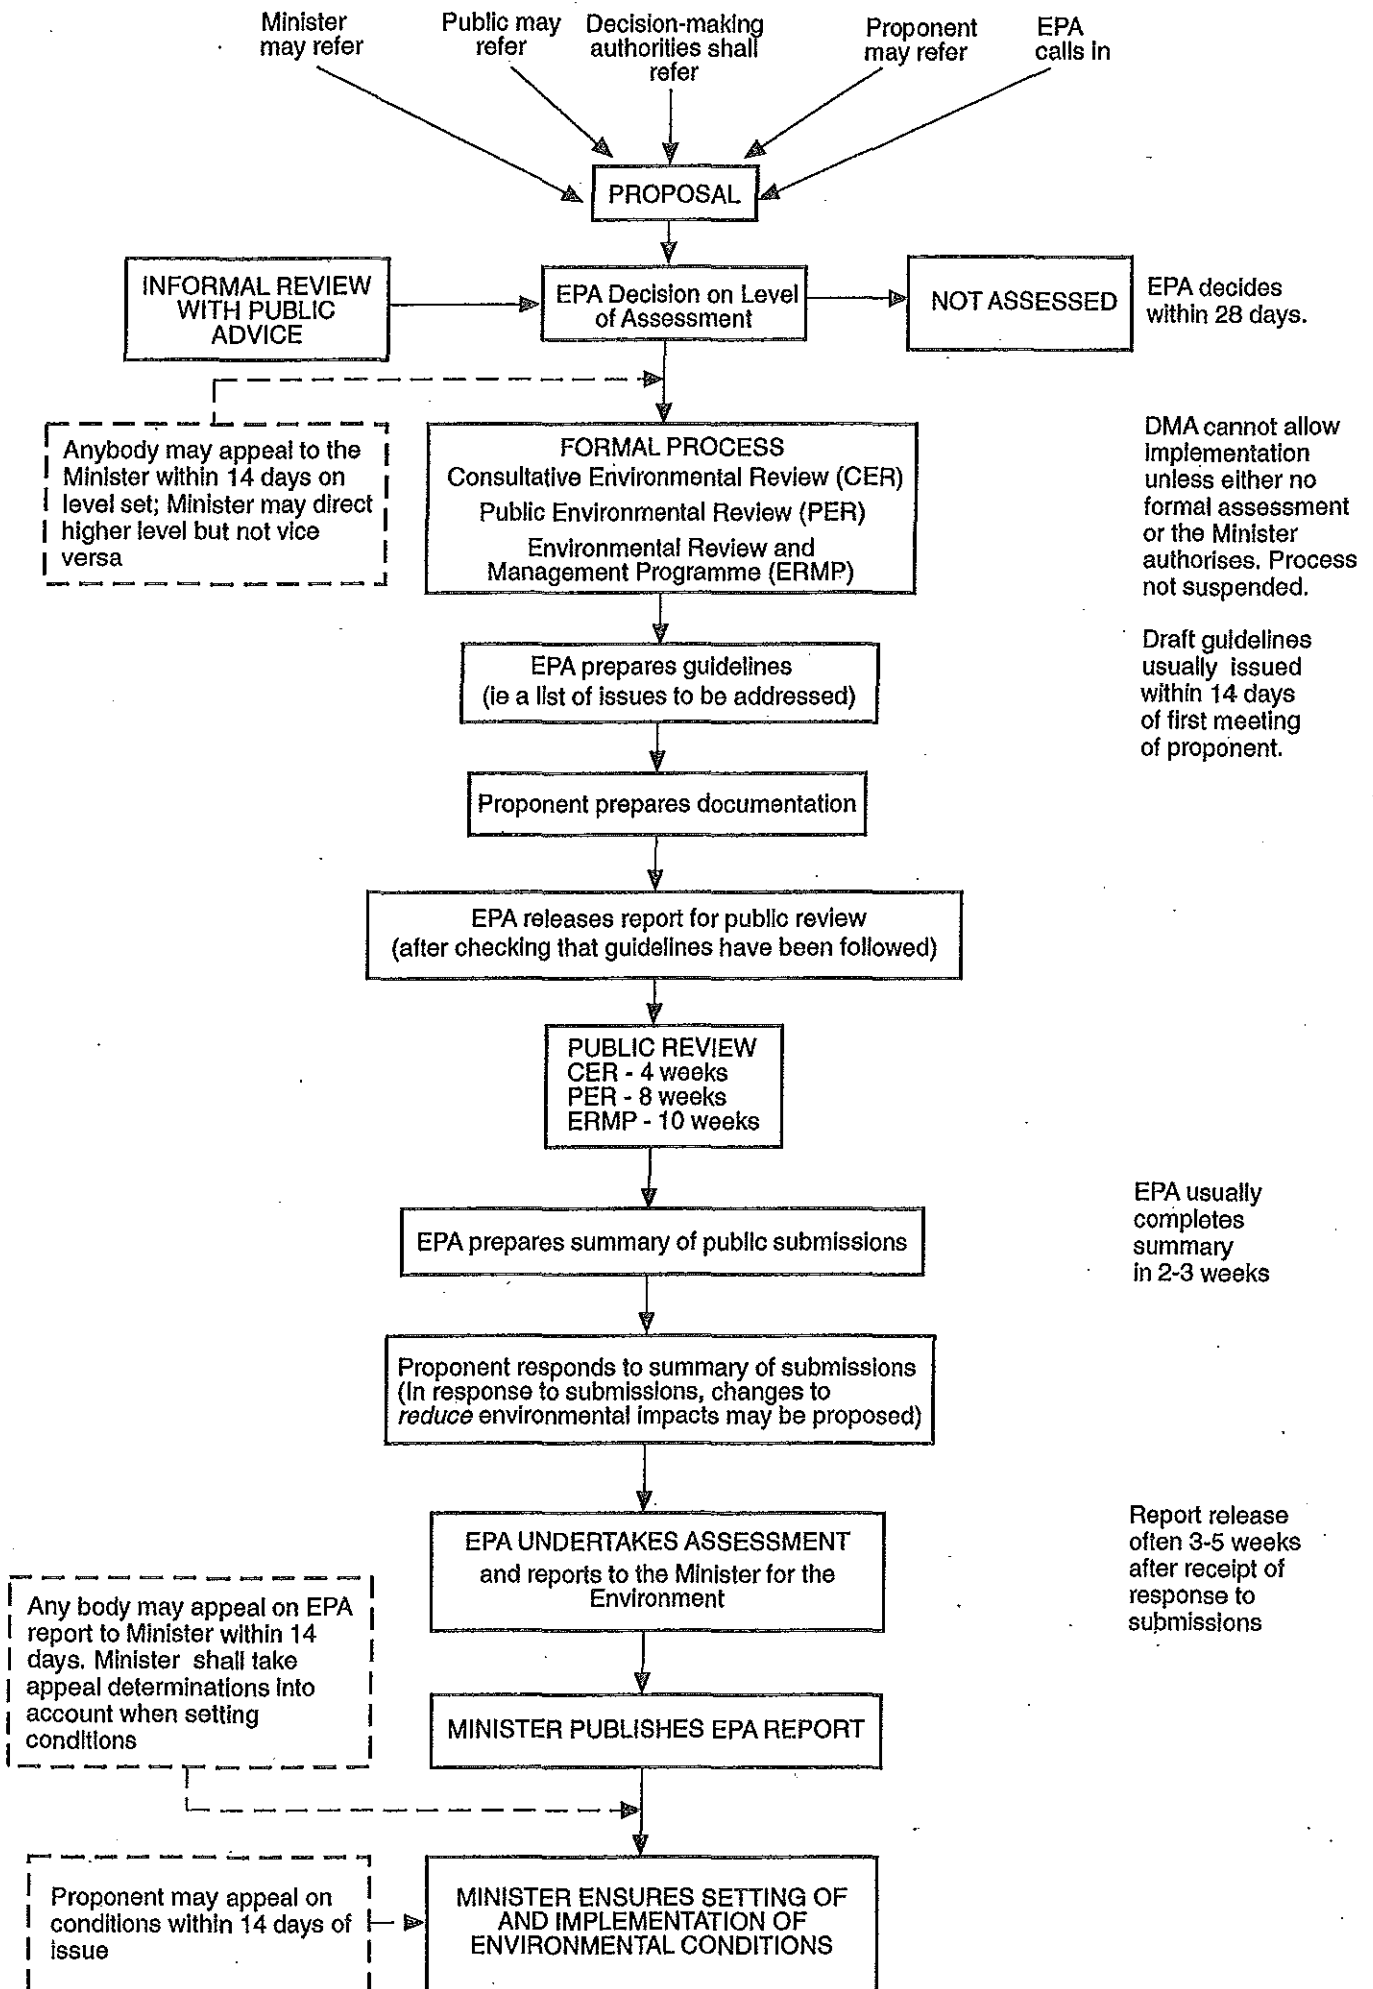 Minister
may refer
Public may
refer
Decision-making
authorities shall
refer
Proponent
may refer
EPA
calls in
PROPOSAL
INFORMAL REVIEW
WITH PUBLIC
ADVICE
EPA Decision on Level
of Assessment
NOT ASSESSED
EPA decides
within 28 days.
Anybody may appeal to the
Minister within 14 days on
level set; Minister may direct
higher level but not vice
versa
FORMAL PROCESS
Consultative Environmental Review (CER)
Public Environmental Review (PER)
Environmental Review and
Management Programme (ERMP)
DMA cannot allow
implementation
unless either no
formal assessment
or the Minister
authorises. Process
not suspended.
EPA prepares guidelines
(ie a list of issues to be addressed)
Draft guidelines
usually issued
within 14 days
of first meeting
of proponent.
Proponent prepares documentation
EPA releases report for public review
(after checking that guidelines have been followed)
PUBLIC REVIEW
CER - 4 weeks
PER - 8 weeks
ERMP - 10 weeks
EPA prepares summary of public submissions
EPA usually
completes
summary
in 2-3 weeks
Proponent responds to summary of submissions
(In response to submissions, changes to
reduce environmental impacts may be proposed)
EPA UNDERTAKES ASSESSMENT
and reports to the Minister for the
Environment
Report release
often 3-5 weeks
after receipt of
response to
submissions
Any body may appeal on EPA
report to Minister within 14
days. Minister shall take
appeal determinations into
account when setting
conditions
MINISTER PUBLISHES EPA REPORT
Proponent may appeal on
conditions within 14 days of
issue
MINISTER ENSURES SETTING OF
AND IMPLEMENTATION OF
ENVIRONMENTAL CONDITIONS